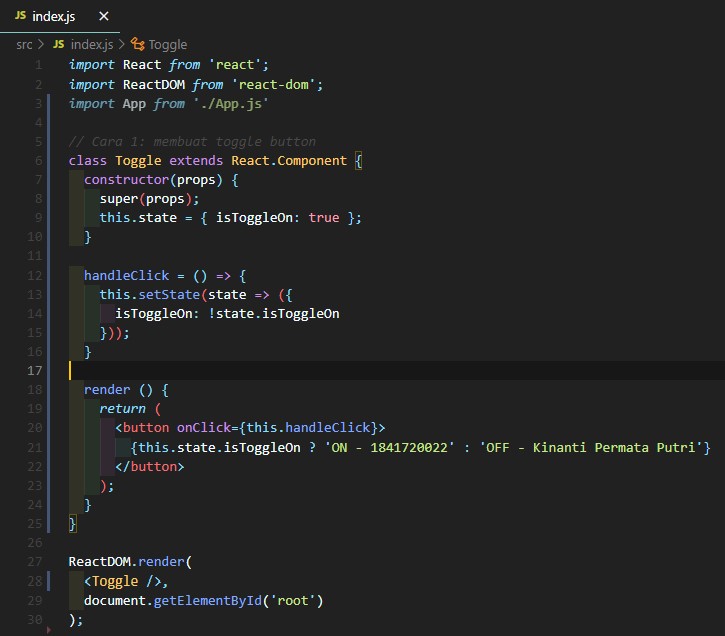 JS index.js ×
src > JS index.js > Toggle
1 import React from 'react';
2 import ReactDOM from 'react-dom';
3 import App from './App.js'
4
5 // Cara 1: membuat toggle button
6 class Toggle extends React.Component {
7   constructor(props) {
8     super(props);
9     this.state = { isToggleOn: true };
10   }
11
12   handleClick = () => {
13     this.setState(state => ({
14       isToggleOn: !state.isToggleOn
15     }));
16   }
17
18   render () {
19     return (
20       <button onClick={this.handleClick}>
21         {this.state.isToggleOn ? 'ON - 1841720022' : 'OFF - Kinanti Permata Putri'}
22       </button>
23     );
24   }
25 }
26
27 ReactDOM.render(
28   <Toggle />,
29   document.getElementById('root')
30 );